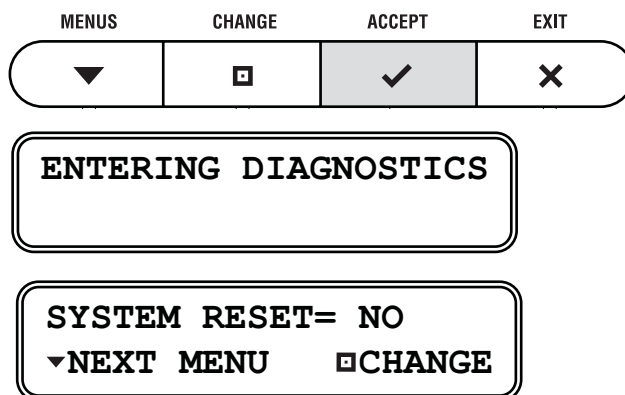 MENUS CHANGE ACCEPT EXIT
ENTERING DIAGNOSTICS
SYSTEM RESET= NO
NEXT MENU CHANGE